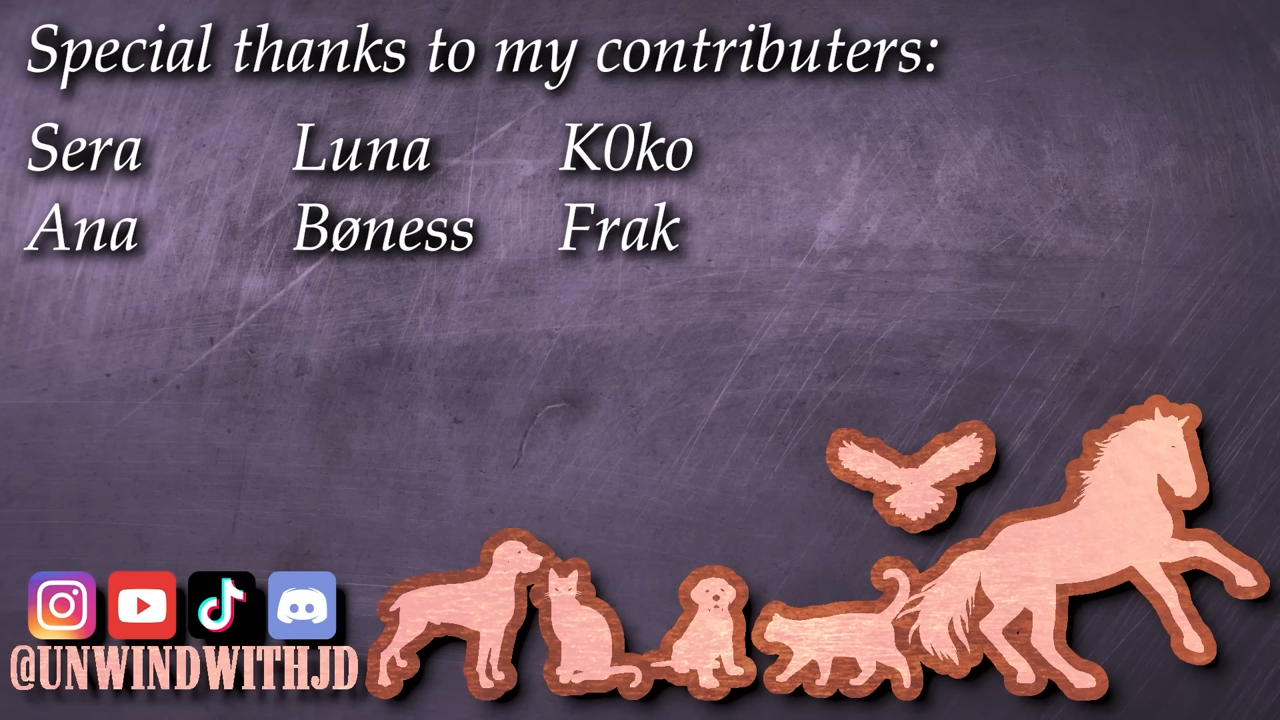 Special thanks to my contributers:
Sera Luna K0ko
Ana Bøness Frak
@UNWINDWITHJD